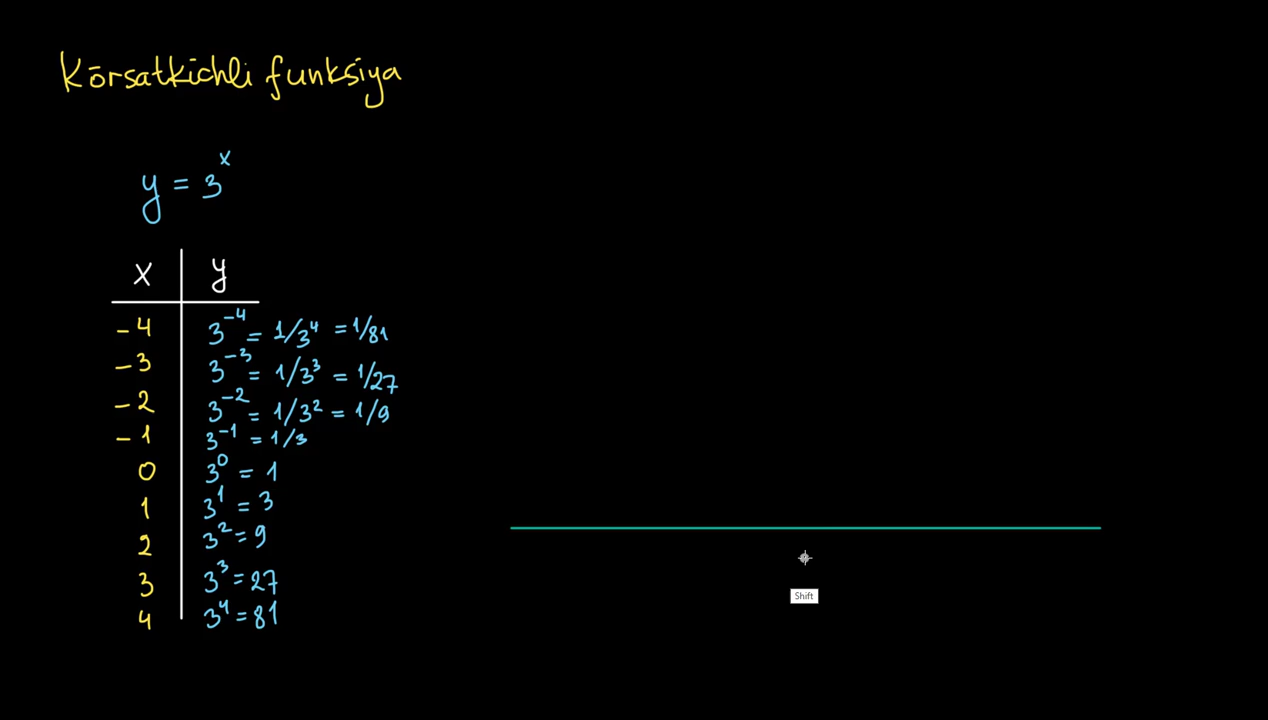 Kōrsatkichli funksiya
y = 3^x
x y
-4 3^-4 = 1/3^4 = 1/81
-3 3^-3 = 1/3^3 = 1/27
-2 3^-2 = 1/3^2 = 1/9
-1 3^-1 = 1/3
0 3^0 = 1
1 3^1 = 3
2 3^2 = 9
3 3^3 = 27
4 3^4 = 81
Shift